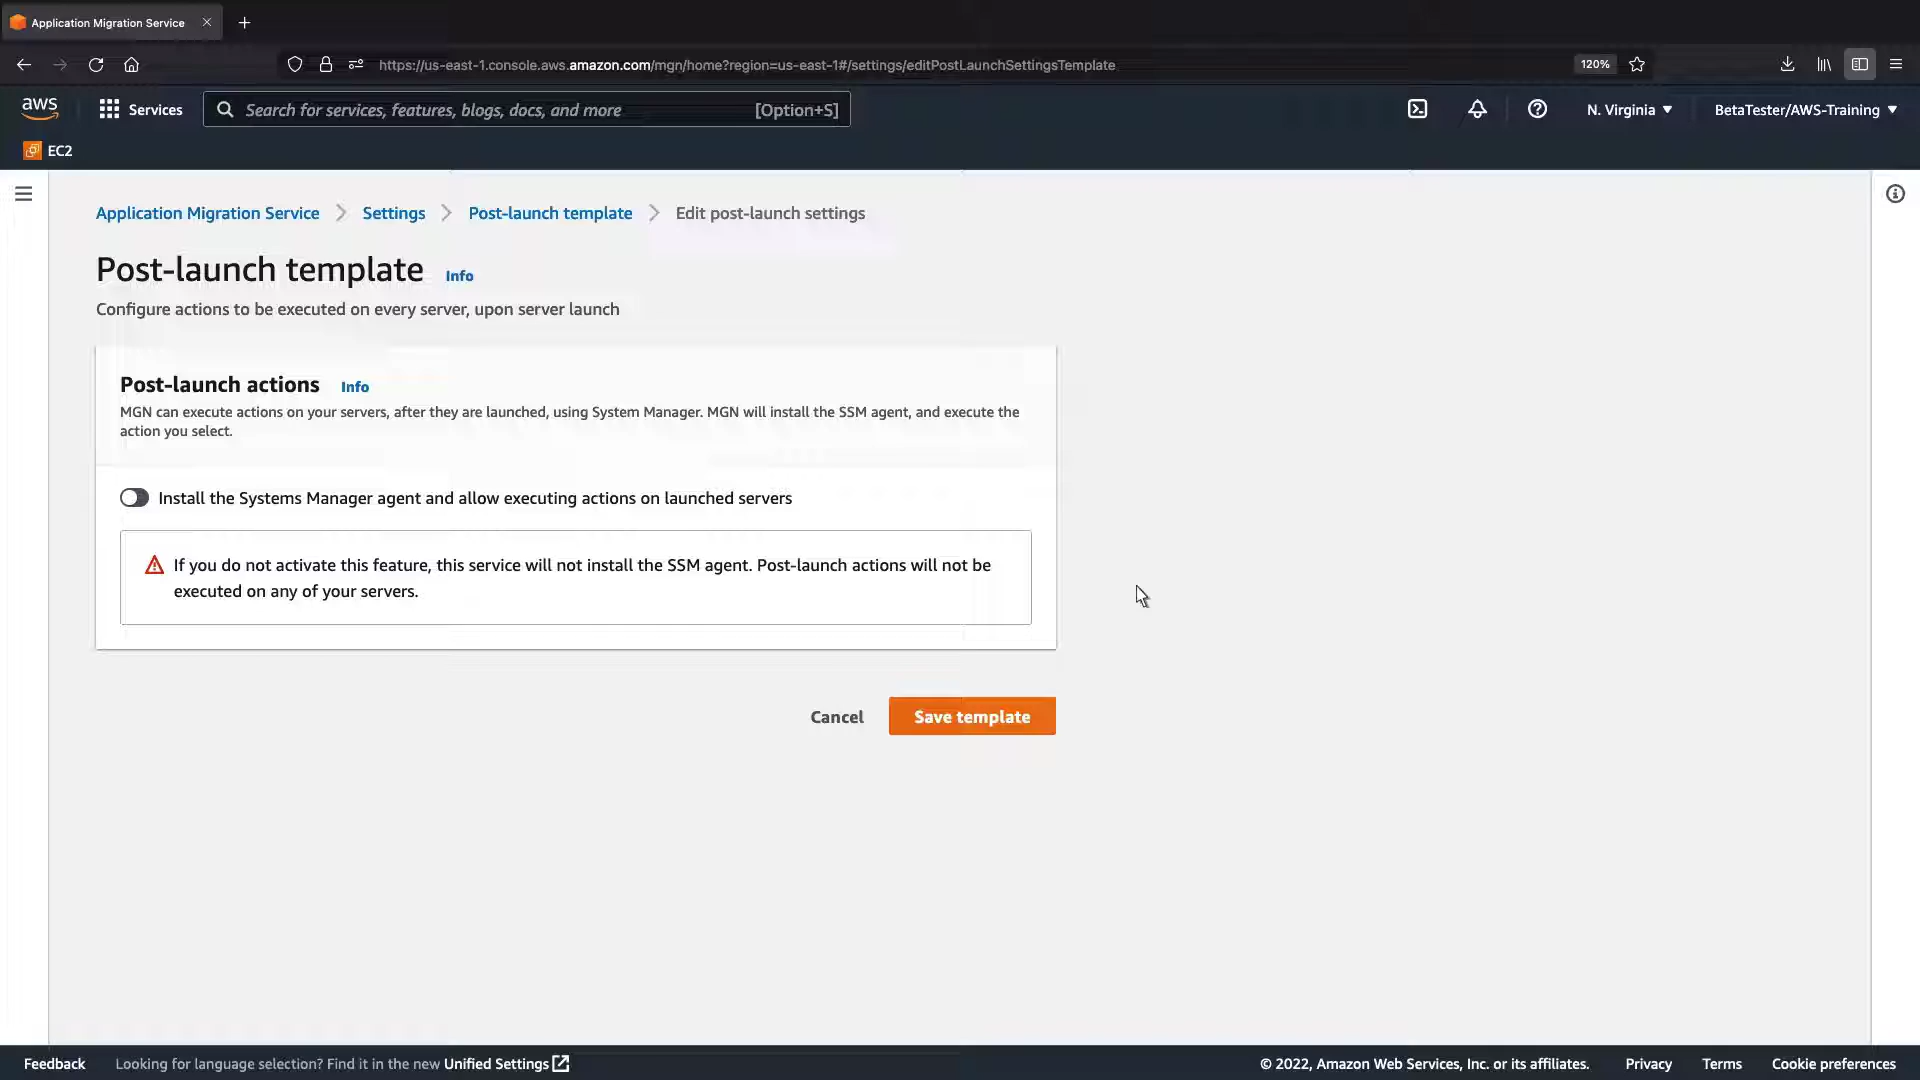 Application Migration Service
https://us-east-1.console.aws.amazon.com/mgn/home?region=us-east-1#/settings/editPostLaunchSettingsTemplate
120%
aws
Services
Search for services, features, blogs, docs, and more
[Option+S]
N. Virginia
BetaTester/AWS-Training
EC2
Application Migration Service
Settings
Post-launch template
Edit post-launch settings
Post-launch template
Info
Configure actions to be executed on every server, upon server launch
Post-launch actions
Info
MGN can execute actions on your servers, after they are launched, using System Manager. MGN will install the SSM agent, and execute the
action you select.
Install the Systems Manager agent and allow executing actions on launched servers
If you do not activate this feature, this service will not install the SSM agent. Post-launch actions will not be
executed on any of your servers.
Cancel
Save template
Feedback
Looking for language selection? Find it in the new Unified Settings
© 2022, Amazon Web Services, Inc. or its affiliates.
Privacy
Terms
Cookie preferences